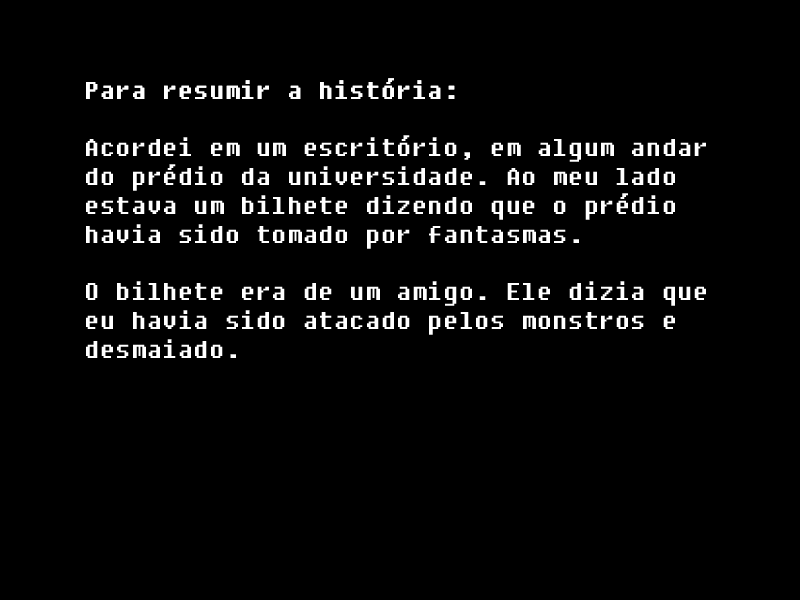 Para resumir a história:
Acordei em um escritório, em algum andar
do prédio da universidade. Ao meu lado
estava um bilhete dizendo que o prédio
havia sido tomado por fantasmas.
O bilhete era de um amigo. Ele dizia que
eu havia sido atacado pelos monstros e
desmaiado.